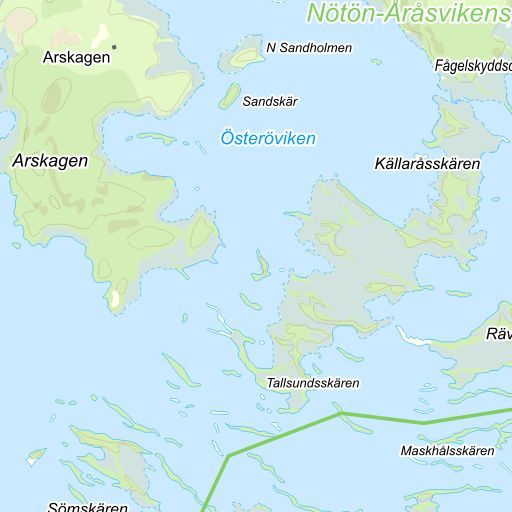 Nötön-Åråsvikens
N Sandholmen
Arskagen
Fågelskyddso
Sandskär
Österöviken
Arskagen
Källaråsskären
Räv
Tallsundsskären
Maskhålsskären
Sömskären